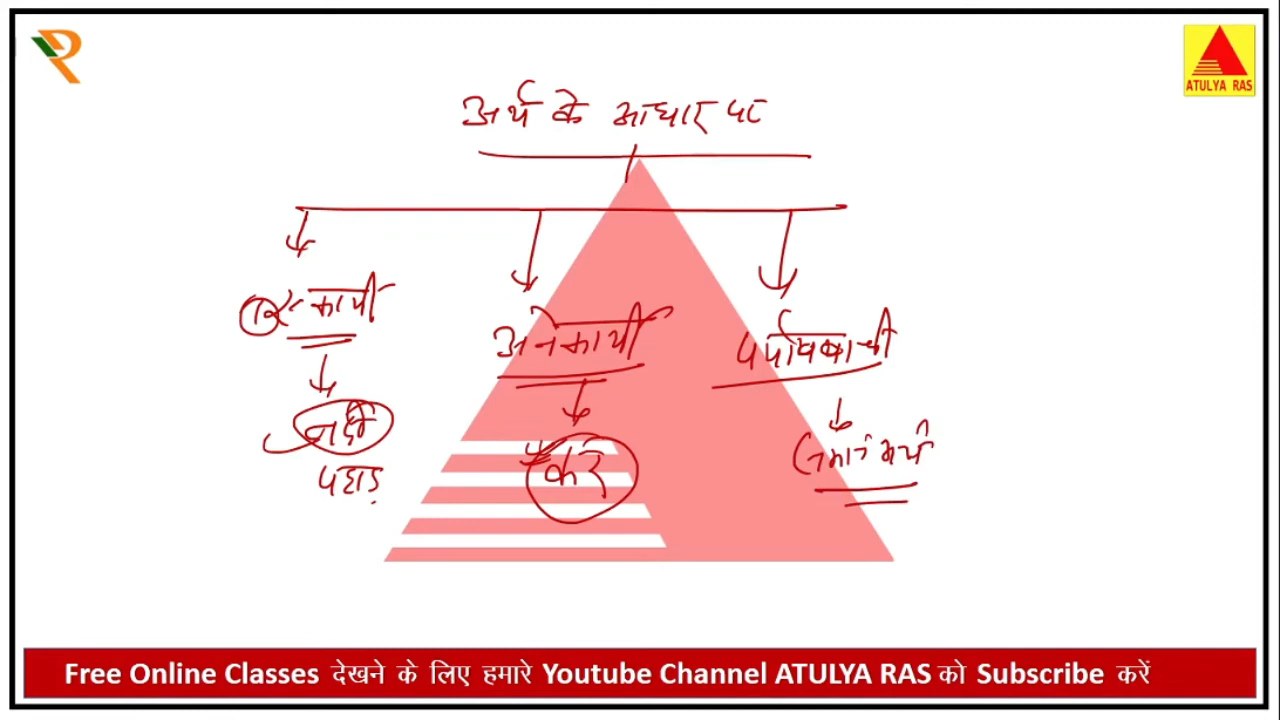 ATULYA RAS
अर्थ के आधार पर
एकार्थी
अनेकार्थी
पर्यायवाची
नदी
पहाड़
कर
समानार्थी
Free Online Classes देखने के लिए हमारे Youtube Channel ATULYA RAS को Subscribe करें